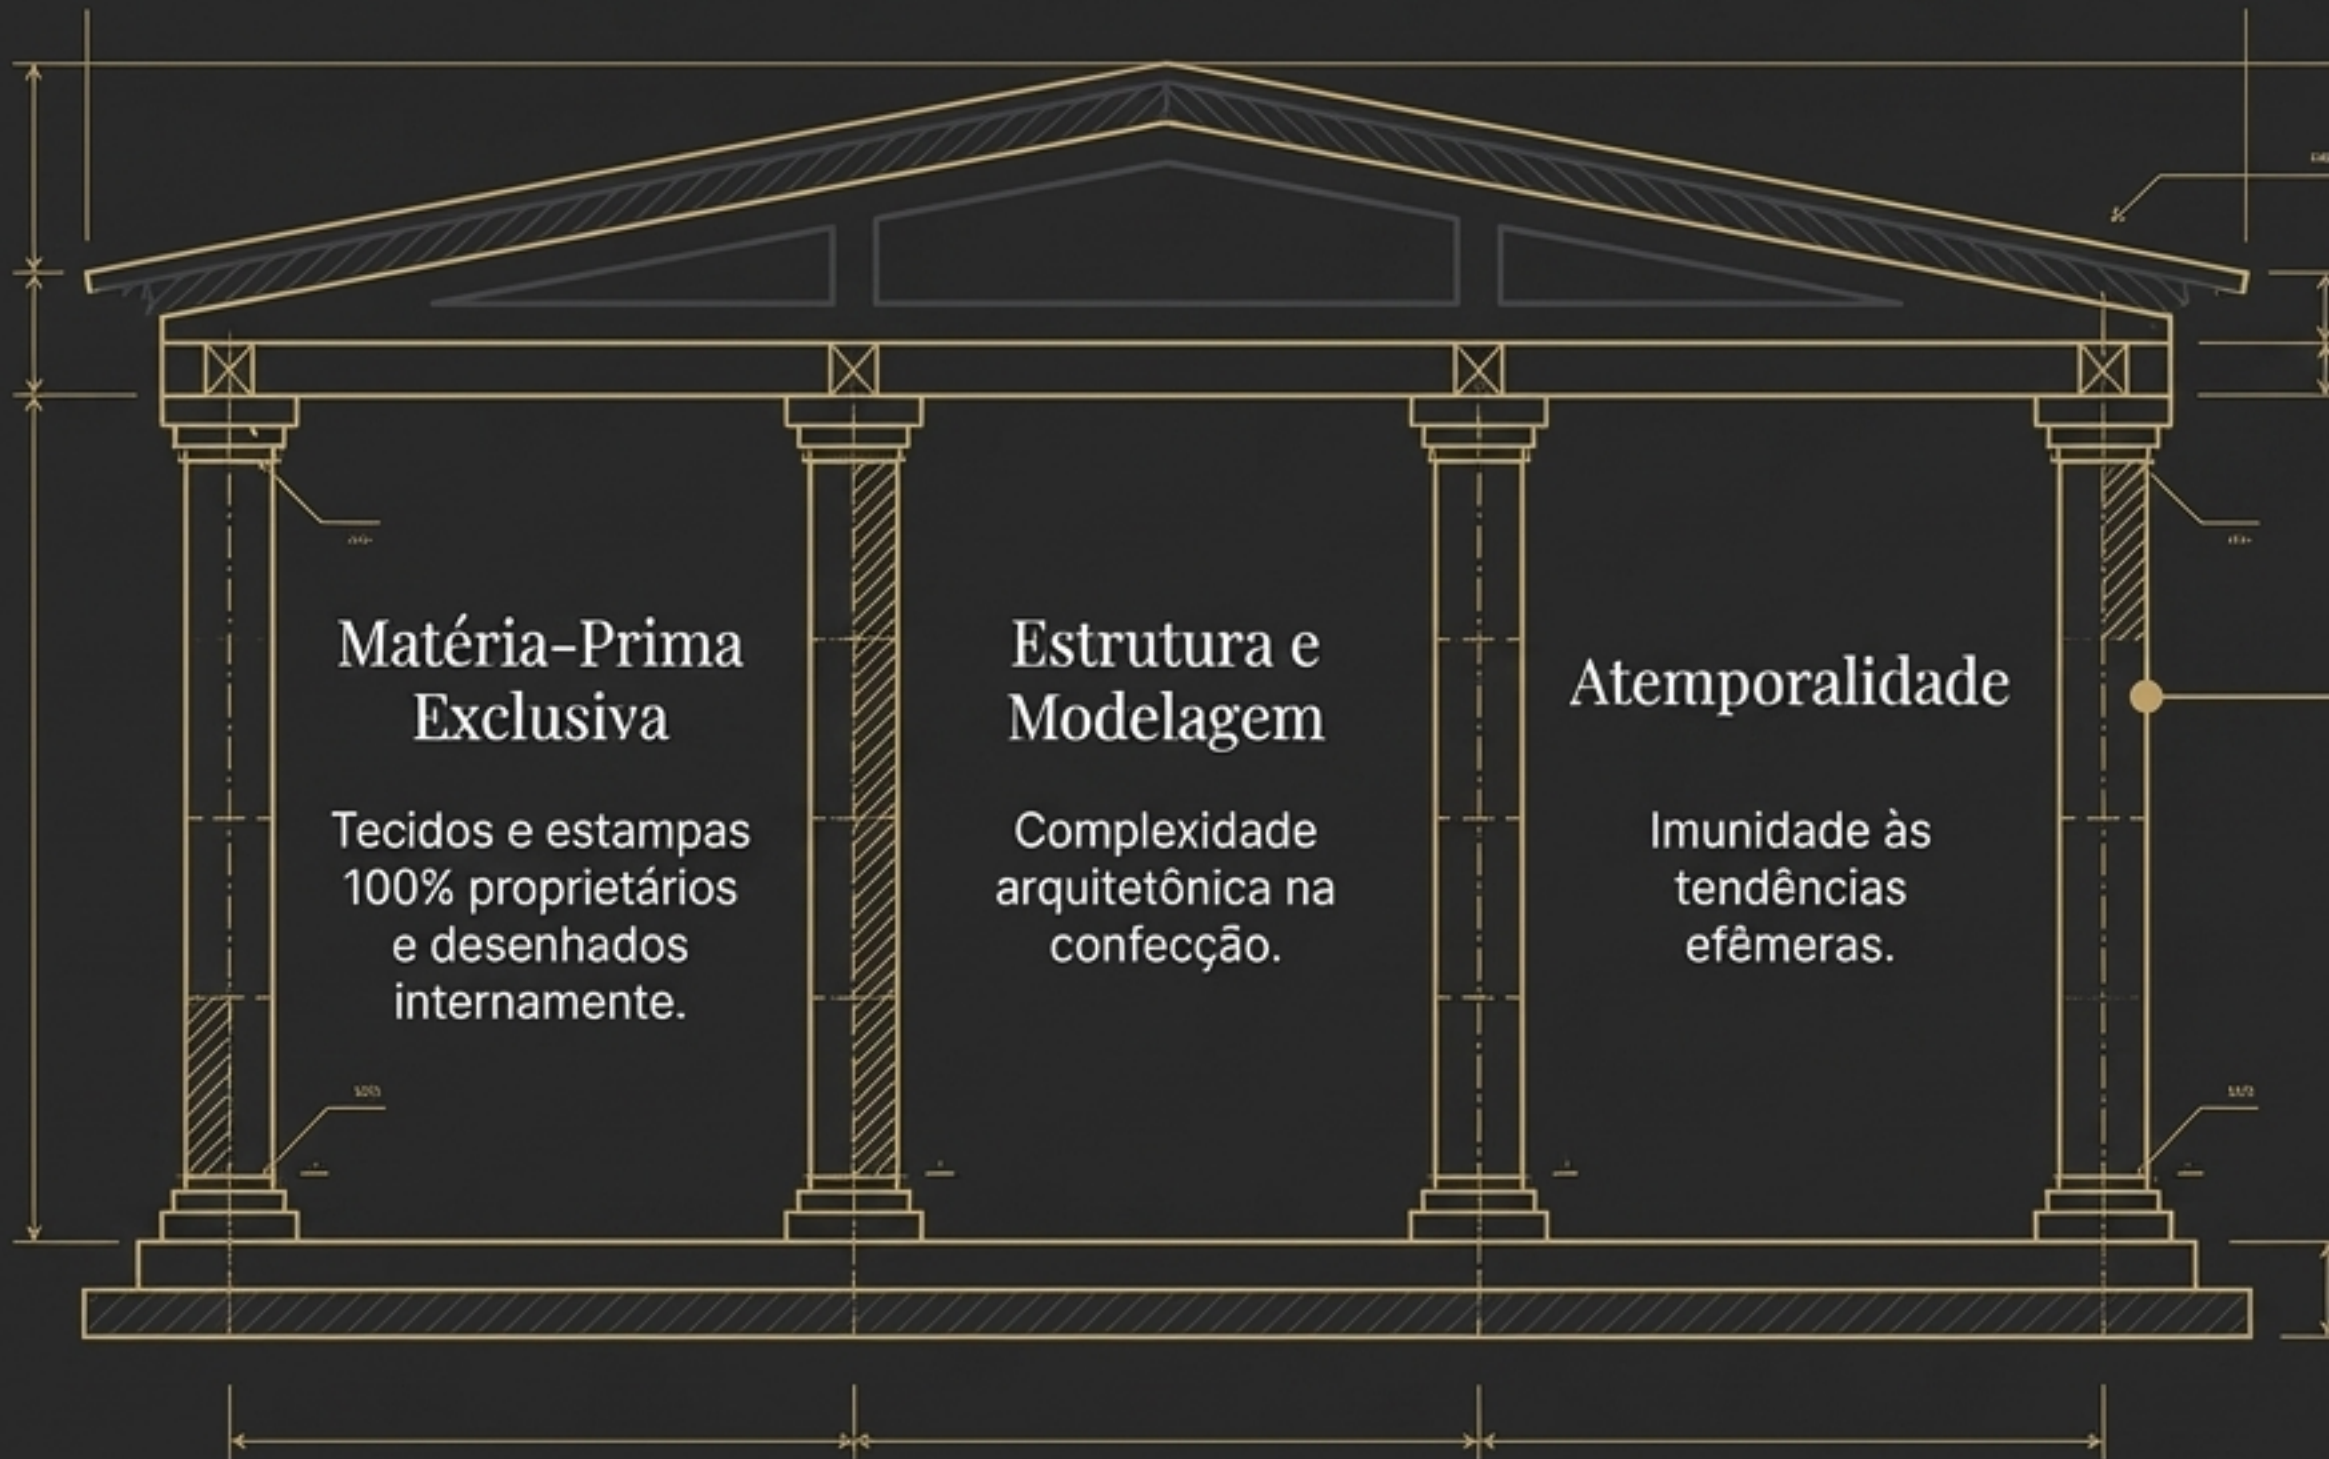 Matéria-Prima
Exclusiva
Tecidos e estampas
100% proprietários
e desenhados
internamente.
Estrutura e
Modelagem
Complexidade
arquitetônica na
confecção.
Atemporalidade
Imunidade às
tendências
efêmeras.